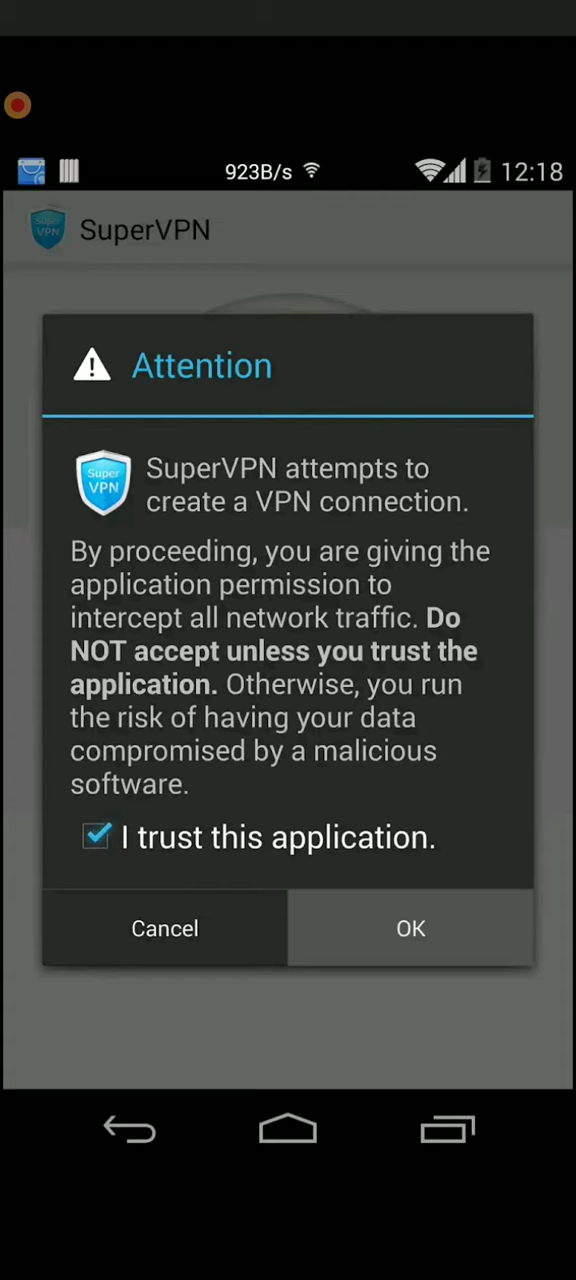 923B/s 12:18
SuperVPN
Attention
Super
VPN
SuperVPN attempts to
create a VPN connection.
By proceeding, you are giving the
application permission to
intercept all network traffic. Do
NOT accept unless you trust the
application. Otherwise, you run
the risk of having your data
compromised by a malicious
software.
I trust this application.
Cancel OK